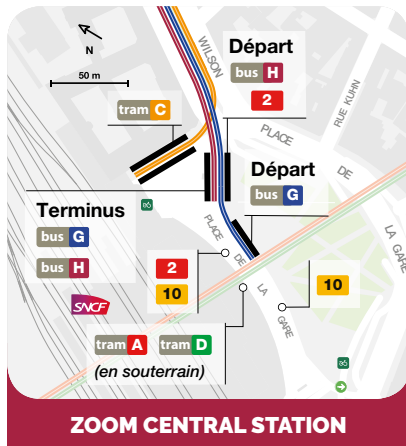 N
50 m
WILSON
Départ
bus H
2
RUE KUHN
tram C
PLACE
DE
LA GARE
Départ
bus G
Terminus
bus G
bus H
PLACE
DE
LA
GARE
2
10
10
SNCF
tram A tram D
(en souterrain)
ZOOM CENTRAL STATION